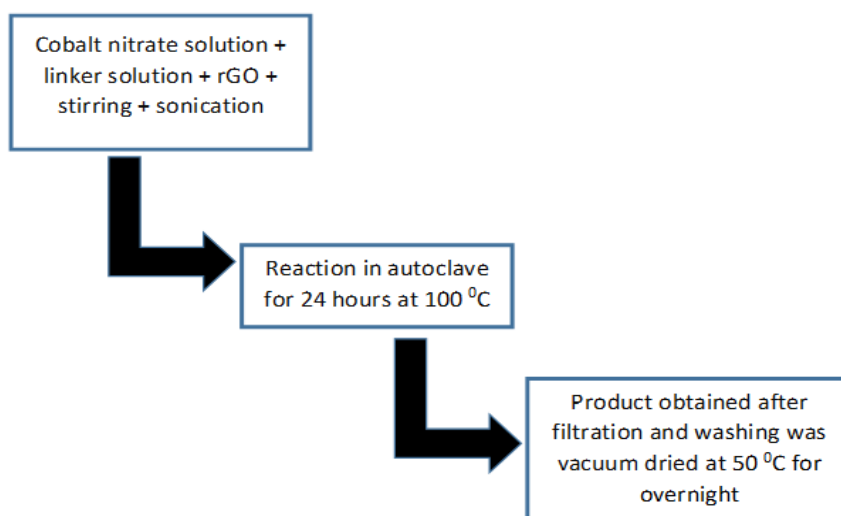 Cobalt nitrate solution +
linker solution + rGO +
stirring + sonication
Reaction in autoclave
for 24 hours at 100 ⁰C
Product obtained after
filtration and washing was
vacuum dried at 50 ⁰C for
overnight